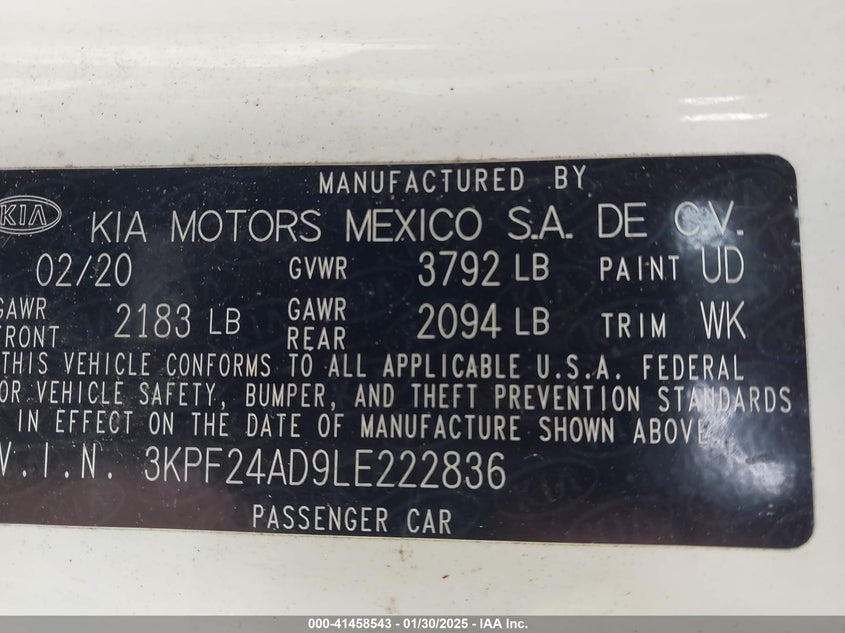 MANUFACTURED BY
KIA KIA MOTORS MEXICO S.A. DE C.V.
02/20 GVWR 3792 LB PAINT UD
GAWR FRONT 2183 LB GAWR REAR 2094 LB TRIM WK
THIS VEHICLE CONFORMS TO ALL APPLICABLE U.S.A. FEDERAL
OR VEHICLE SAFETY, BUMPER, AND THEFT PREVENTION STANDARDS
IN EFFECT ON THE DATE OF MANUFACTURE SHOWN ABOVE.
V.I.N. 3KPF24AD9LE222836
PASSENGER CAR
000-41458543 - 01/30/2025 - IAA Inc.